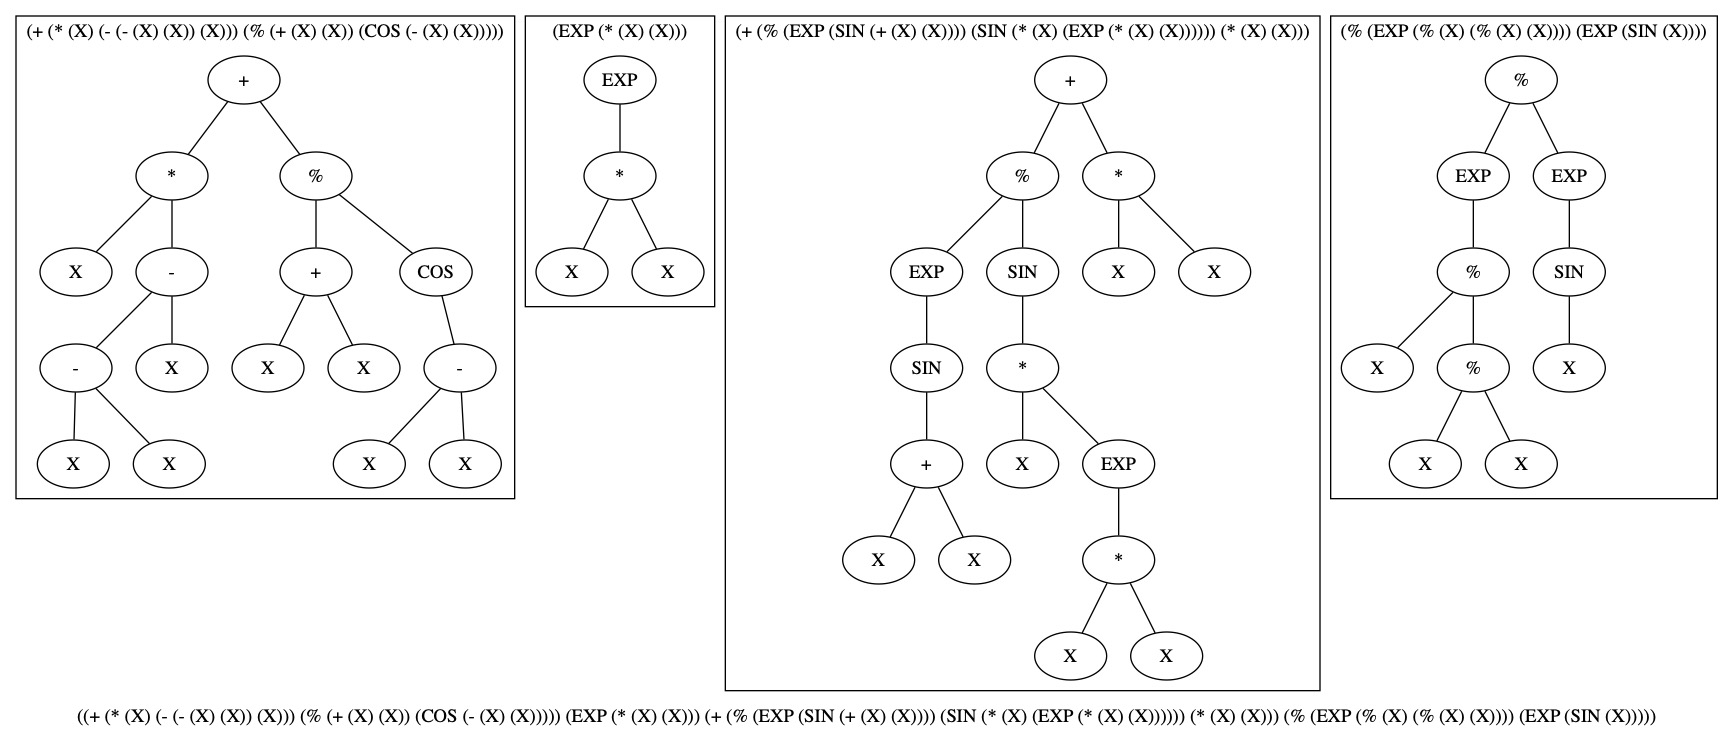 (+ (* (X) (- (- (X) (X)) (X))) (% (+ (X) (X)) (COS (- (X) (X)))))
+
* %
X - + COS
- X X X -
X X X X
(EXP (* (X) (X)))
EXP
*
X X
(+ (% (EXP (SIN (+ (X) (X)))) (SIN (* (X) (EXP (* (X) (X)))))) (* (X) (X)))
+
% *
EXP SIN X X
SIN *
+ X EXP
X X *
X X
(% (EXP (% (X) (% (X) (X)))) (EXP (SIN (X))))
%
EXP EXP
% SIN
X % X
X X
((+ (* (X) (- (- (X) (X)) (X))) (% (+ (X) (X)) (COS (- (X) (X))))) (EXP (* (X) (X))) (+ (% (EXP (SIN (+ (X) (X)))) (SIN (* (X) (EXP (* (X) (X)))))) (* (X) (X))) (% (EXP (% (X) (% (X) (X)))) (EXP (SIN (X)))))